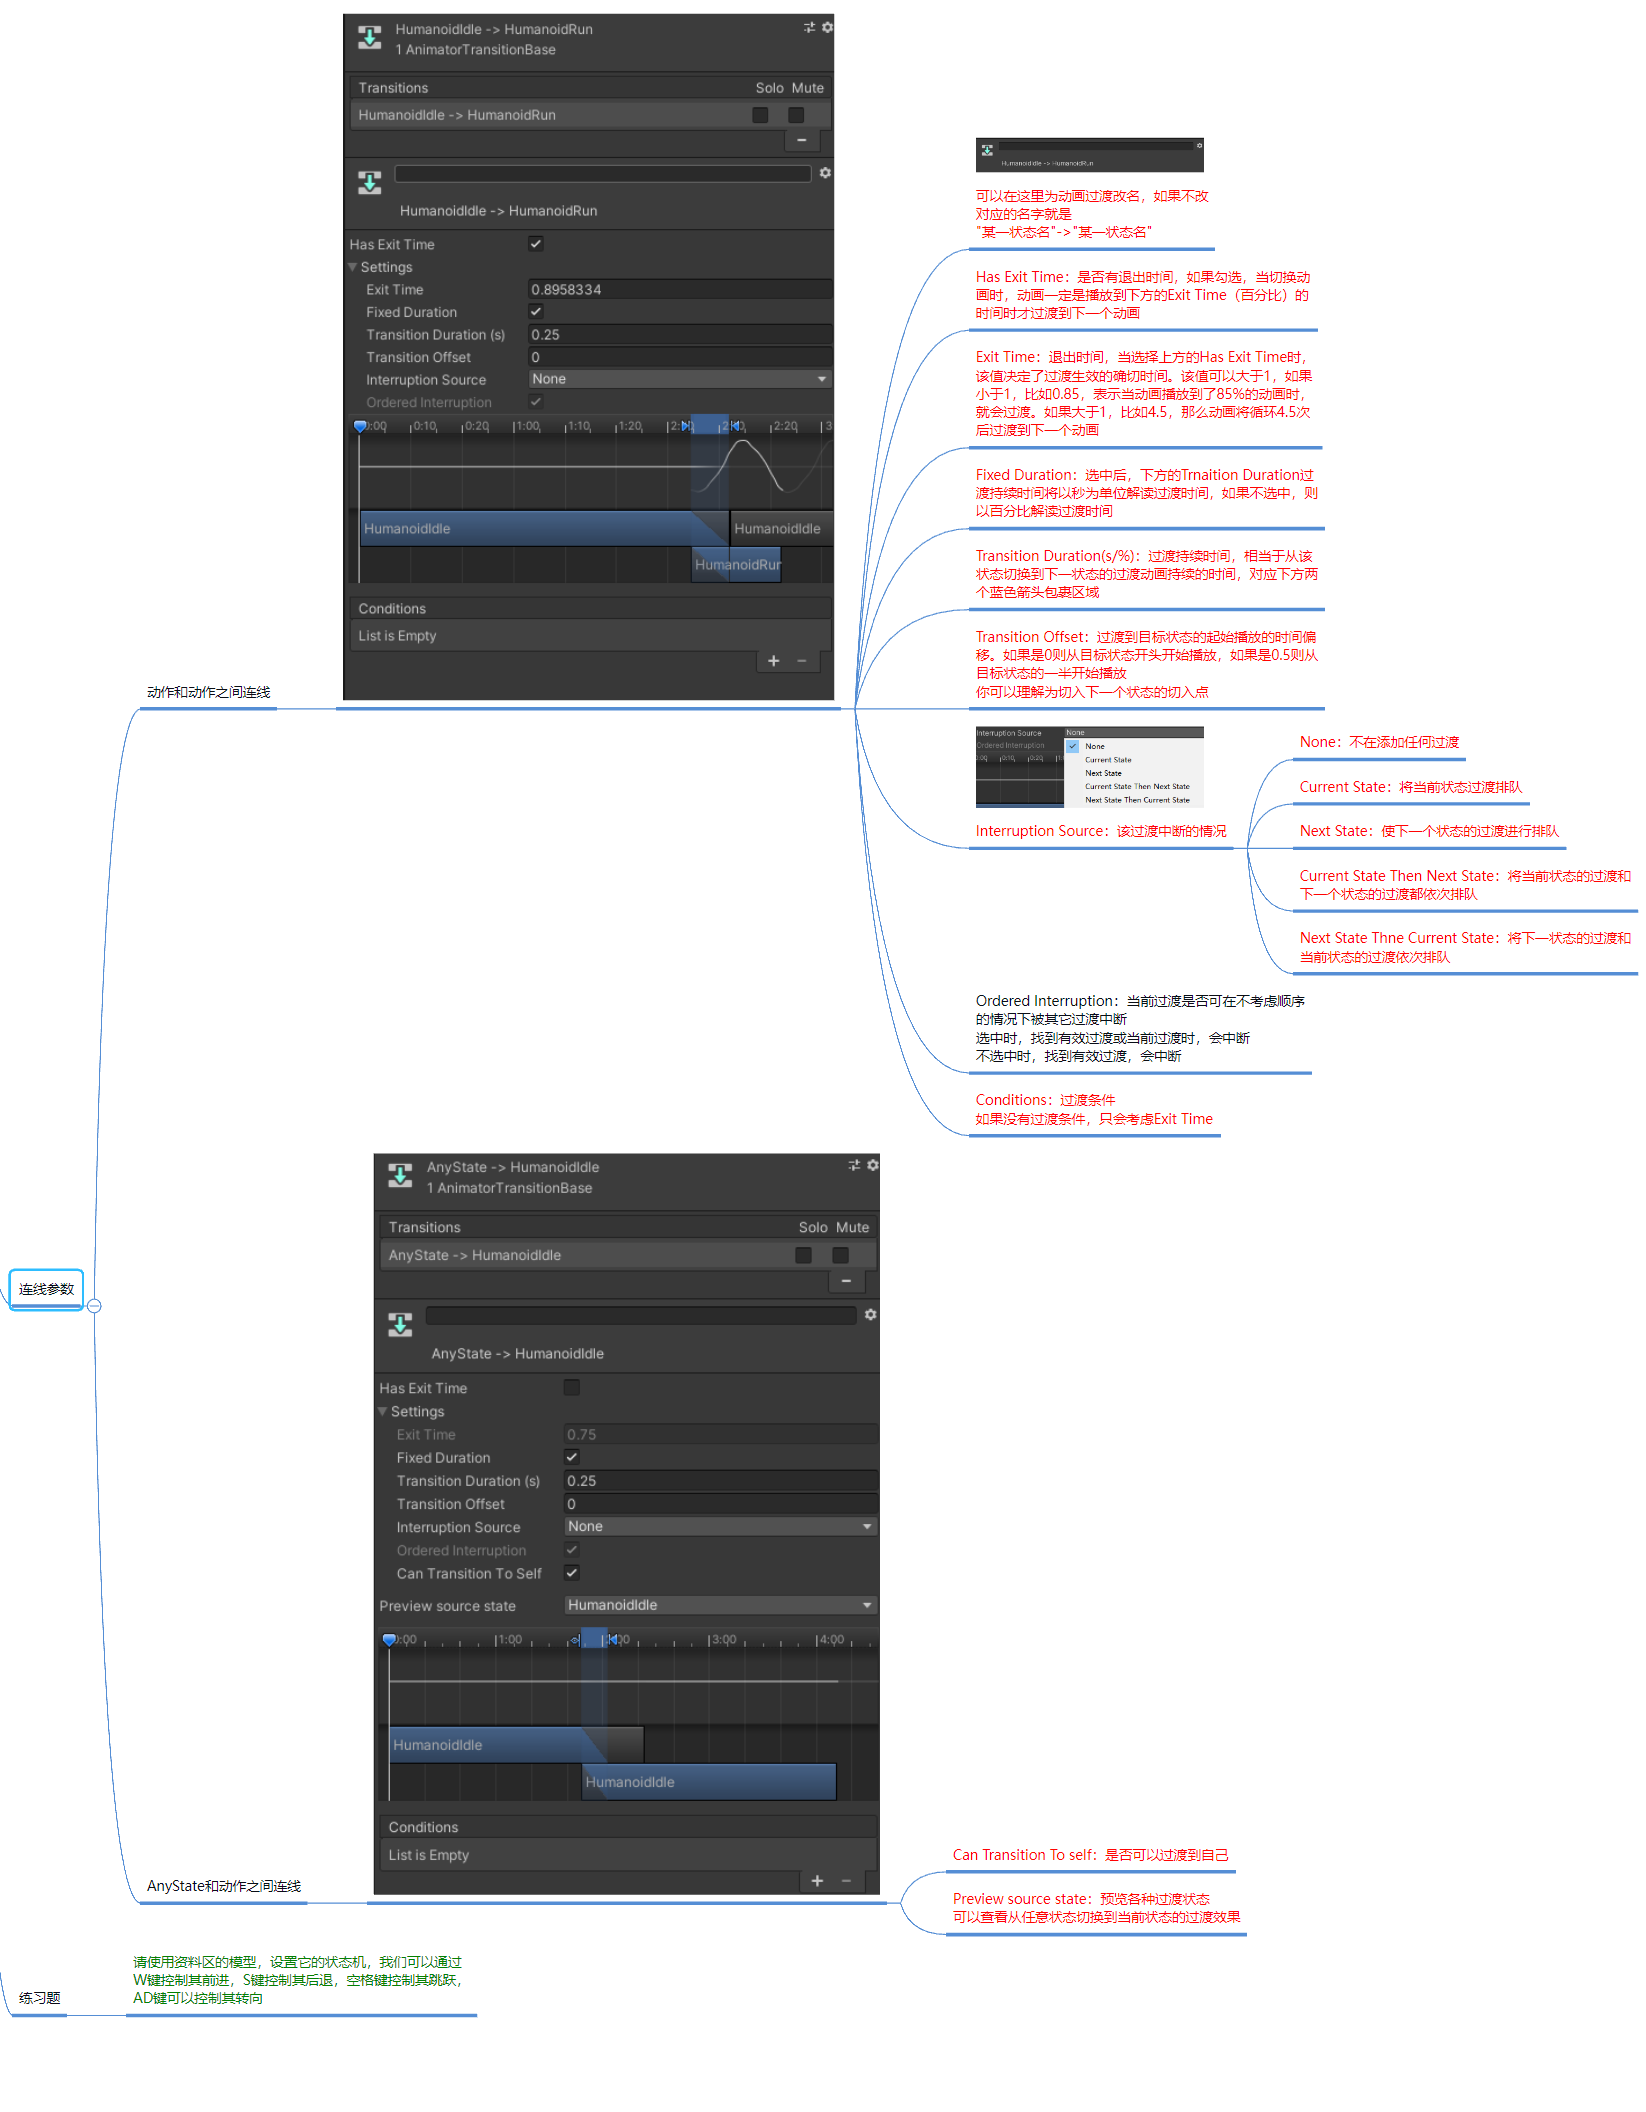 连线参数
动作和动作之间连线
HumanoidIdle -> HumanoidRun
1 AnimatorTransitionBase
Transitions Solo Mute
HumanoidIdle -> HumanoidRun
HumanoidIdle -> HumanoidRun
Has Exit Time
Settings
Exit Time 0.8958334
Fixed Duration
Transition Duration (s) 0.25
Transition Offset 0
Interruption Source None
Ordered Interruption
0:10 0:20 1:00 1:10 1:20 2:20
HumanoidIdle HumanoidIdle
HumanoidRun
Conditions
List is Empty
HumanoidIdle -> HumanoidRun
可以在这里为动画过渡改名，如果不改
对应的名字就是
"某一状态名"->"某一状态名"
Has Exit Time：是否有退出时间，如果勾选，当切换动
画时，动画一定是播放到下方的Exit Time（百分比）的
时间时才过渡到下一个动画
Exit Time：退出时间，当选择上方的Has Exit Time时，
该值决定了过渡生效的确切时间。该值可以大于1，如果
小于1，比如0.85，表示当动画播放到了85%的动画时，
就会过渡。如果大于1，比如4.5，那么动画将循环4.5次
后过渡到下一个动画
Fixed Duration：选中后，下方的Trnaition Duration过
渡持续时间将以秒为单位解读过渡时间，如果不选中，则
以百分比解读过渡时间
Transition Duration(s/%)：过渡持续时间，相当于从该
状态切换到下一状态的过渡动画持续的时间，对应下方两
个蓝色箭头包裹区域
Transition Offset：过渡到目标状态的起始播放的时间偏
移。如果是0则从目标状态开头开始播放，如果是0.5则从
目标状态的一半开始播放
你可以理解为切入下一个状态的切入点
Interruption Source None
Ordered Interruption
None
Current State
Next State
Current State Then Next State
Next State Then Current State
0:10 0:20
Interruption Source：该过渡中断的情况
None：不在添加任何过渡
Current State：将当前状态过渡排队
Next State：使下一个状态的过渡进行排队
Current State Then Next State：将当前状态的过渡和
下一个状态的过渡都依次排队
Next State Thne Current State：将下一状态的过渡和
当前状态的过渡依次排队
Ordered Interruption：当前过渡是否可在不考虑顺序
的情况下被其它过渡中断
选中时，找到有效过渡或当前过渡时，会中断
不选中时，找到有效过渡，会中断
Conditions：过渡条件
如果没有过渡条件，只会考虑Exit Time
AnyState和动作之间连线
AnyState -> HumanoidIdle
1 AnimatorTransitionBase
Transitions Solo Mute
AnyState -> HumanoidIdle
AnyState -> HumanoidIdle
Has Exit Time
Settings
Exit Time 0.75
Fixed Duration
Transition Duration (s) 0.25
Transition Offset 0
Interruption Source None
Ordered Interruption
Can Transition To Self
Preview source state HumanoidIdle
1:00 3:00 4:00
HumanoidIdle
HumanoidIdle
Conditions
List is Empty
Can Transition To self：是否可以过渡到自己
Preview source state：预览各种过渡状态
可以查看从任意状态切换到当前状态的过渡效果
练习题
请使用资料区的模型，设置它的状态机，我们可以通过
W键控制其前进，S键控制其后退，空格键控制其跳跃，
AD键可以控制其转向